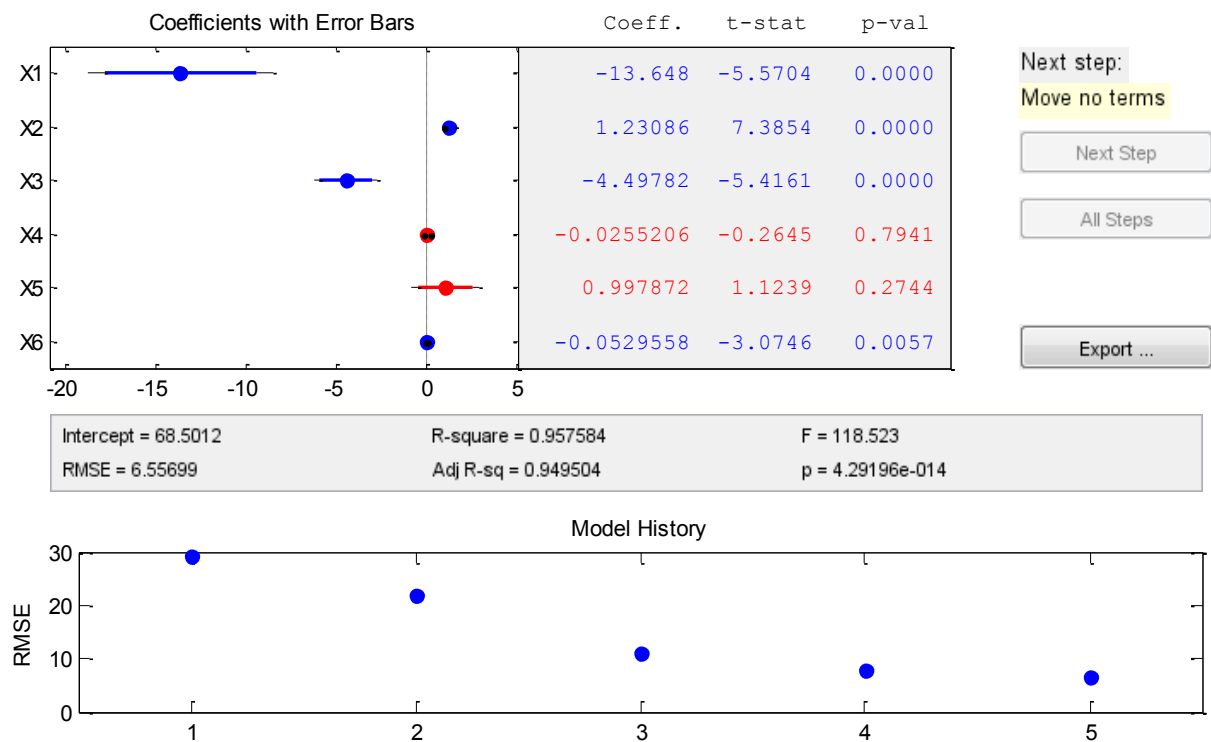 Coefficients with Error Bars Coeff. t-stat p-val
X1 -13.648 -5.5704 0.0000
X2 1.23086 7.3854 0.0000
X3 -4.49782 -5.4161 0.0000
X4 -0.0255206 -0.2645 0.7941
X5 0.997872 1.1239 0.2744
X6 -0.0529558 -3.0746 0.0057
-20 -15 -10 -5 0 5
Next step:
Move no terms
Next Step
All Steps
Export ...
Intercept = 68.5012 R-square = 0.957584 F = 118.523
RMSE = 6.55699 Adj R-sq = 0.949504 p = 4.29196e-014
Model History
30
20
10
0
RMSE
1 2 3 4 5